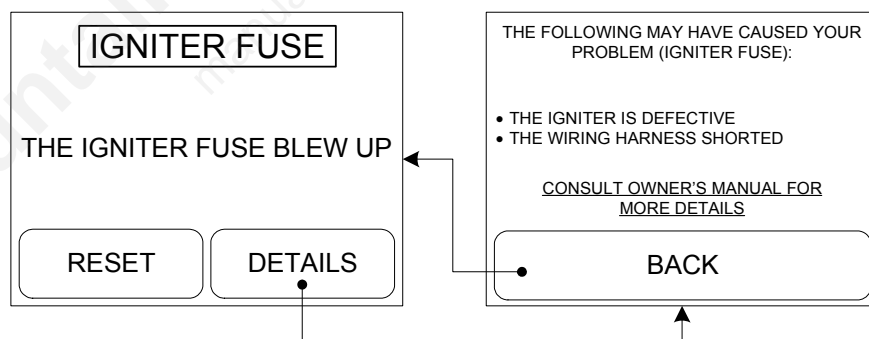 IGNITER FUSE
THE IGNITER FUSE BLEW UP
RESET
DETAILS
THE FOLLOWING MAY HAVE CAUSED YOUR
PROBLEM (IGNITER FUSE):
• THE IGNITER IS DEFECTIVE
• THE WIRING HARNESS SHORTED
CONSULT OWNER'S MANUAL FOR
MORE DETAILS
BACK